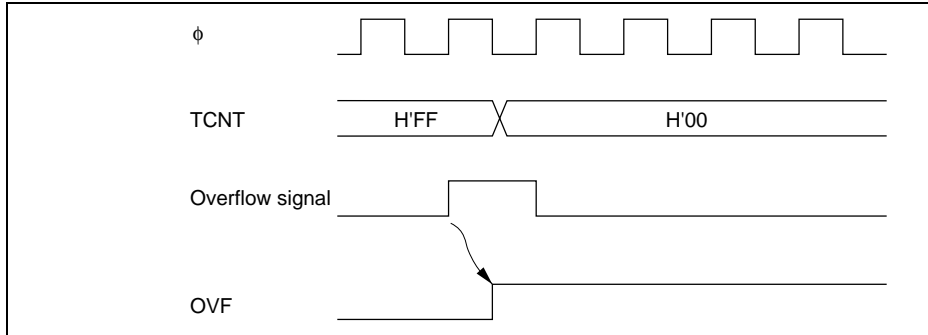 ϕ
TCNT H'FF H'00
Overflow signal
OVF